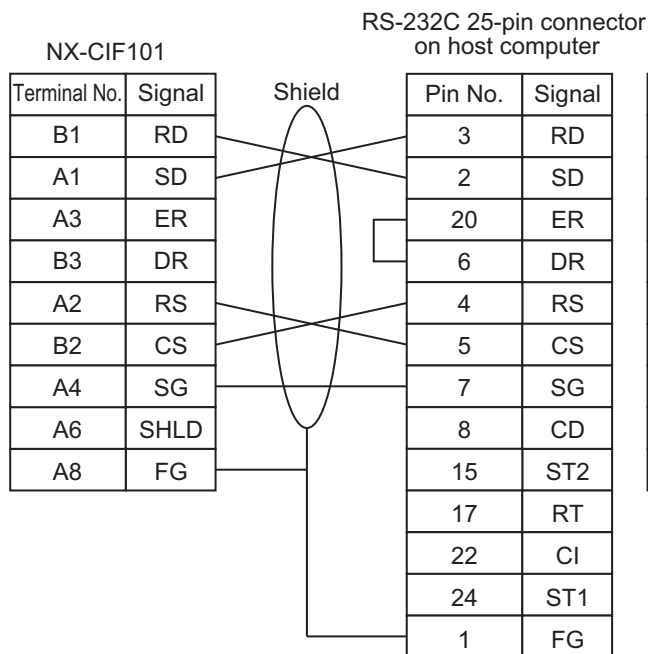 RS-232C 25-pin connector
on host computer
NX-CIF101
Terminal No. Signal Shield Pin No. Signal
B1 RD 3 RD
A1 SD 2 SD
A3 ER 20 ER
B3 DR 6 DR
A2 RS 4 RS
B2 CS 5 CS
A4 SG 7 SG
A6 SHLD 8 CD
A8 FG 15 ST2
17 RT
22 CI
24 ST1
1 FG